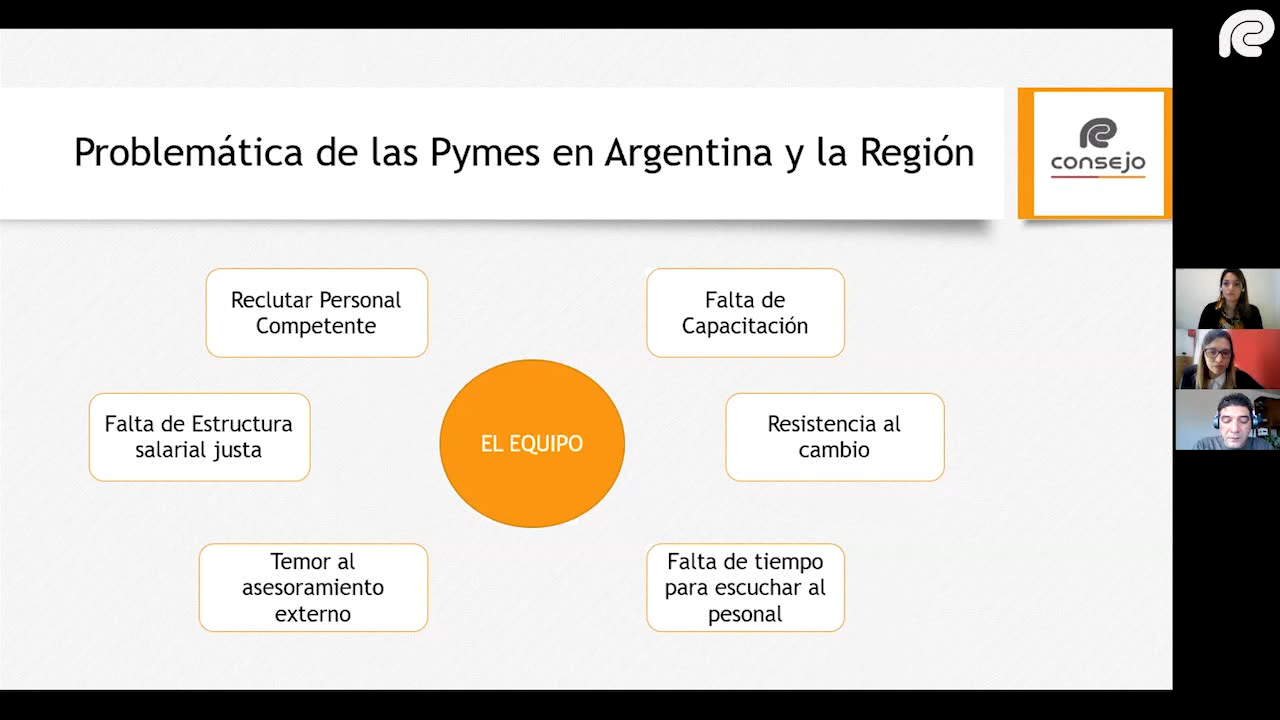 Problemática de las Pymes en Argentina y la Región
consejo
Reclutar Personal
Competente
Falta de
Capacitación
Falta de Estructura
salarial justa
EL EQUIPO
Resistencia al
cambio
Temor al
asesoramiento
externo
Falta de tiempo
para escuchar al
pesonal